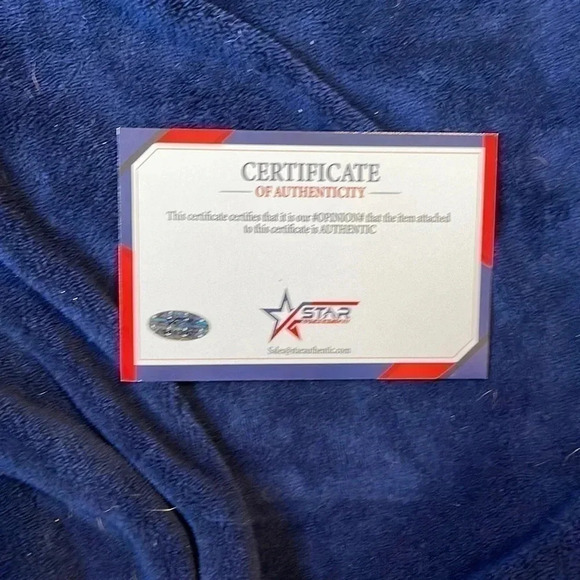 CERTIFICATE
OF AUTHENTICITY
This certificate certifies that it is our #OPINION# that the item attached
to this certificate is AUTHENTIC
STAR
Sales@starauthentic.com